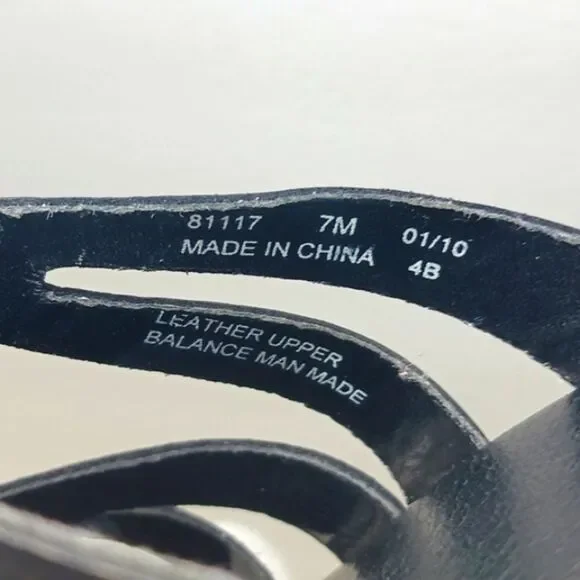 81117 7M 01/10
MADE IN CHINA 4B
LEATHER UPPER
BALANCE MAN MADE